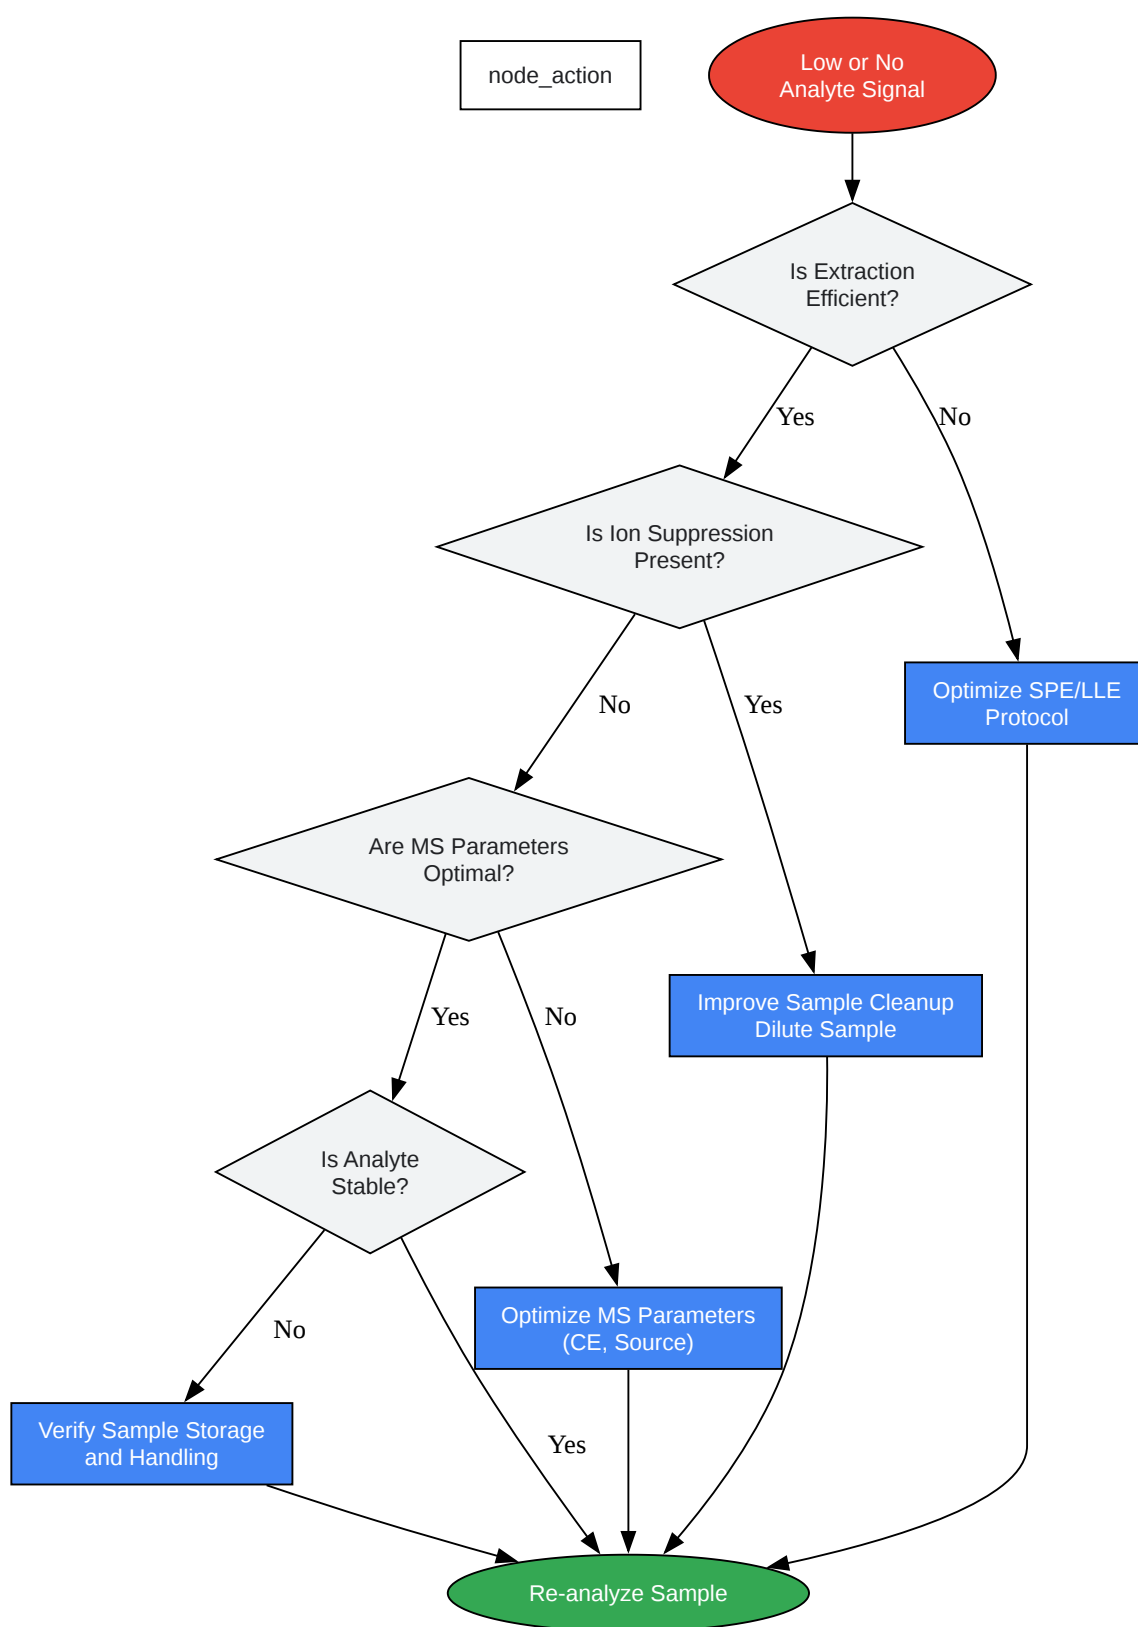 node_action
Low or No
Analyte Signal
Is Extraction
Efficient?
Yes
No
Is Ion Suppression
Present?
No
Yes
Optimize SPE/LLE
Protocol
Are MS Parameters
Optimal?
Yes
No
Improve Sample Cleanup
Dilute Sample
Is Analyte
Stable?
No
Yes
Optimize MS Parameters
(CE, Source)
Verify Sample Storage
and Handling
Re-analyze Sample